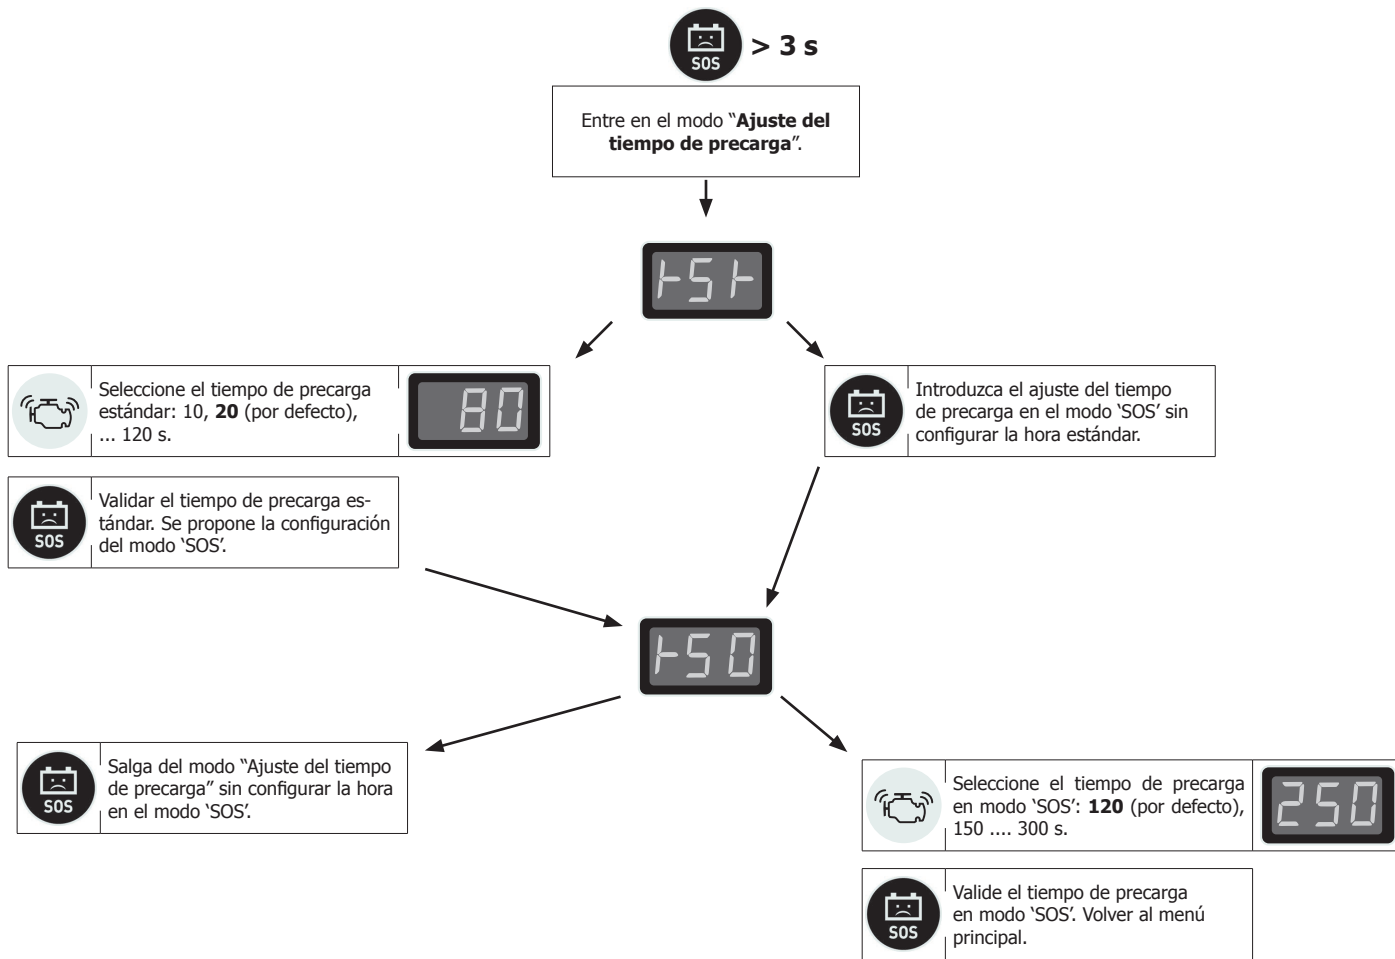 SOS
> 3 s
Entre en el modo “Ajuste del
tiempo de precarga”.
tSt
Seleccione el tiempo de precarga
estándar: 10, 20 (por defecto),
... 120 s.
80
SOS
Introduzca el ajuste del tiempo
de precarga en el modo ‘SOS’ sin
configurar la hora estándar.
SOS
Validar el tiempo de precarga es-
tándar. Se propone la configuración
del modo ‘SOS’.
tSO
SOS
Salga del modo “Ajuste del tiempo
de precarga” sin configurar la hora
en el modo ‘SOS’.
Seleccione el tiempo de precarga
en modo ‘SOS’: 120 (por defecto),
150 .... 300 s.
250
SOS
Valide el tiempo de precarga
en modo ‘SOS’. Volver al menú
principal.